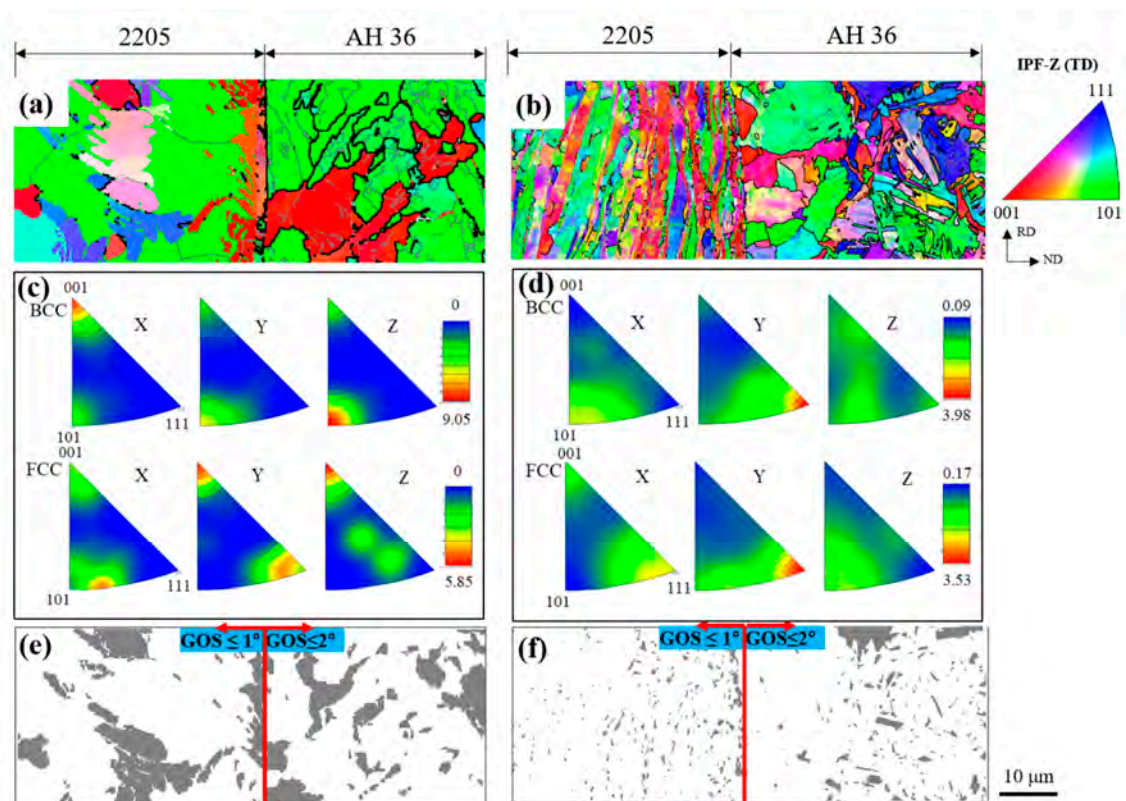 2205 AH 36 2205 AH 36
(a) (b) IPF-Z (TD)
111
001 101
RD
ND
(c) 001 BCC X Y Z 0 9.05 101 111
001 FCC X Y Z 0 5.85 101 111
(d) 001 BCC X Y Z 0.09 3.98 101 111
001 FCC X Y Z 0.17 3.53 101 111
(e) GOS ≤ 1° GOS≤2°
(f) GOS ≤ 1° GOS≤2°
10 μm